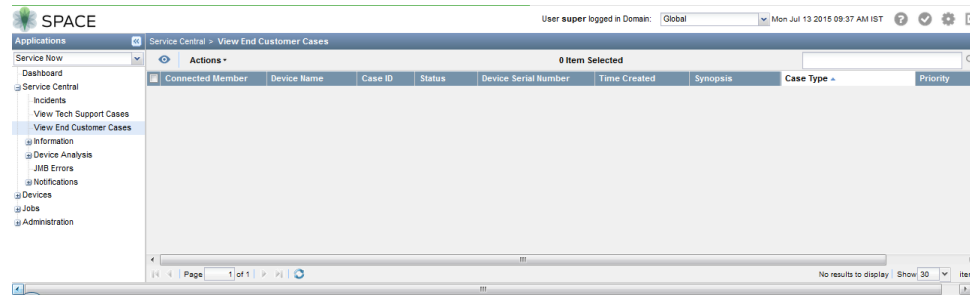 SPACE
User super logged in Domain: Global Mon Jul 13 2015 09:37 AM IST
Applications
Service Central > View End Customer Cases
Service Now
Actions
0 Item Selected
Dashboard
Service Central
Incidents
View Tech Support Cases
View End Customer Cases
Information
Device Analysis
JMB Errors
Notifications
Devices
Jobs
Administration
Connected Member Device Name Case ID Status Device Serial Number Time Created Synopsis Case Type Priority
Page 1 of 1
No results to display Show 30 ite